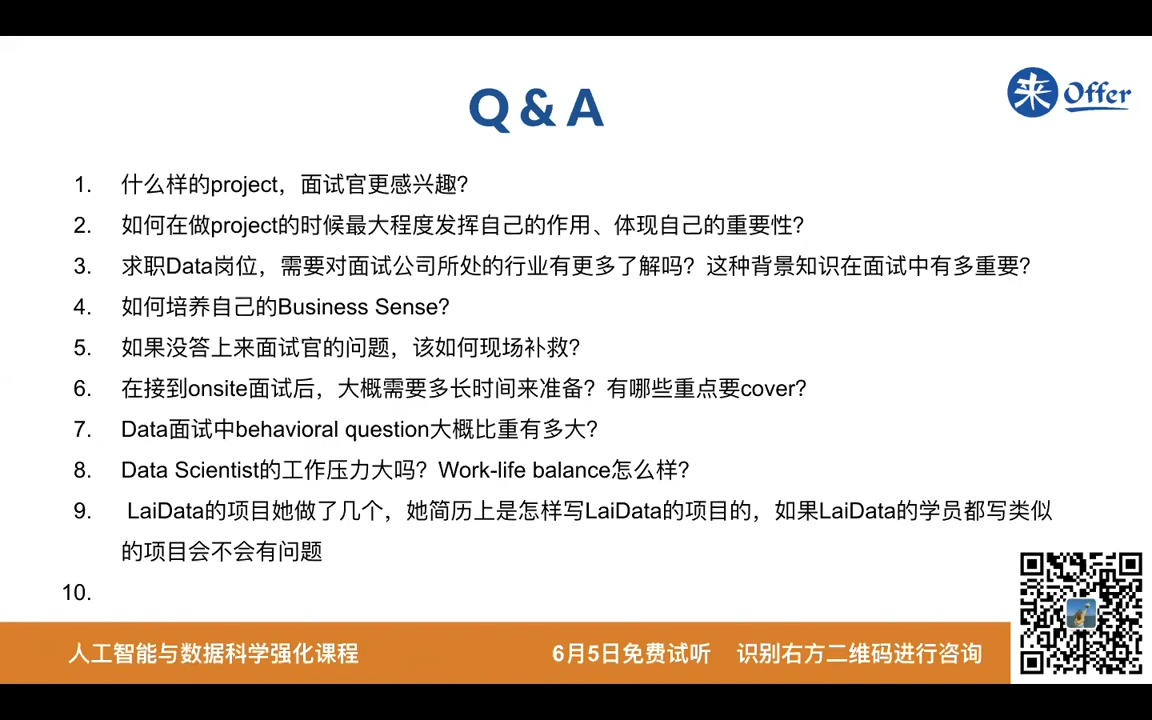 Q & A
来 Offer
1. 什么样的project，面试官更感兴趣？
2. 如何在做project的时候最大程度发挥自己的作用、体现自己的重要性？
3. 求职Data岗位，需要对面试公司所处的行业有更多了解吗？这种背景知识在面试中有多重要？
4. 如何培养自己的Business Sense?
5. 如果没答上来面试官的问题，该如何现场补救？
6. 在接到onsite面试后，大概需要多长时间来准备？有哪些重点要cover?
7. Data面试中behavioral question大概比重有多大？
8. Data Scientist的工作压力大吗？Work-life balance怎么样？
9. LaiData的项目她做了几个，她简历上是怎样写LaiData的项目的，如果LaiData的学员都写类似
的项目会不会有问题
10.
人工智能与数据科学强化课程 6月5日免费试听 识别右方二维码进行咨询